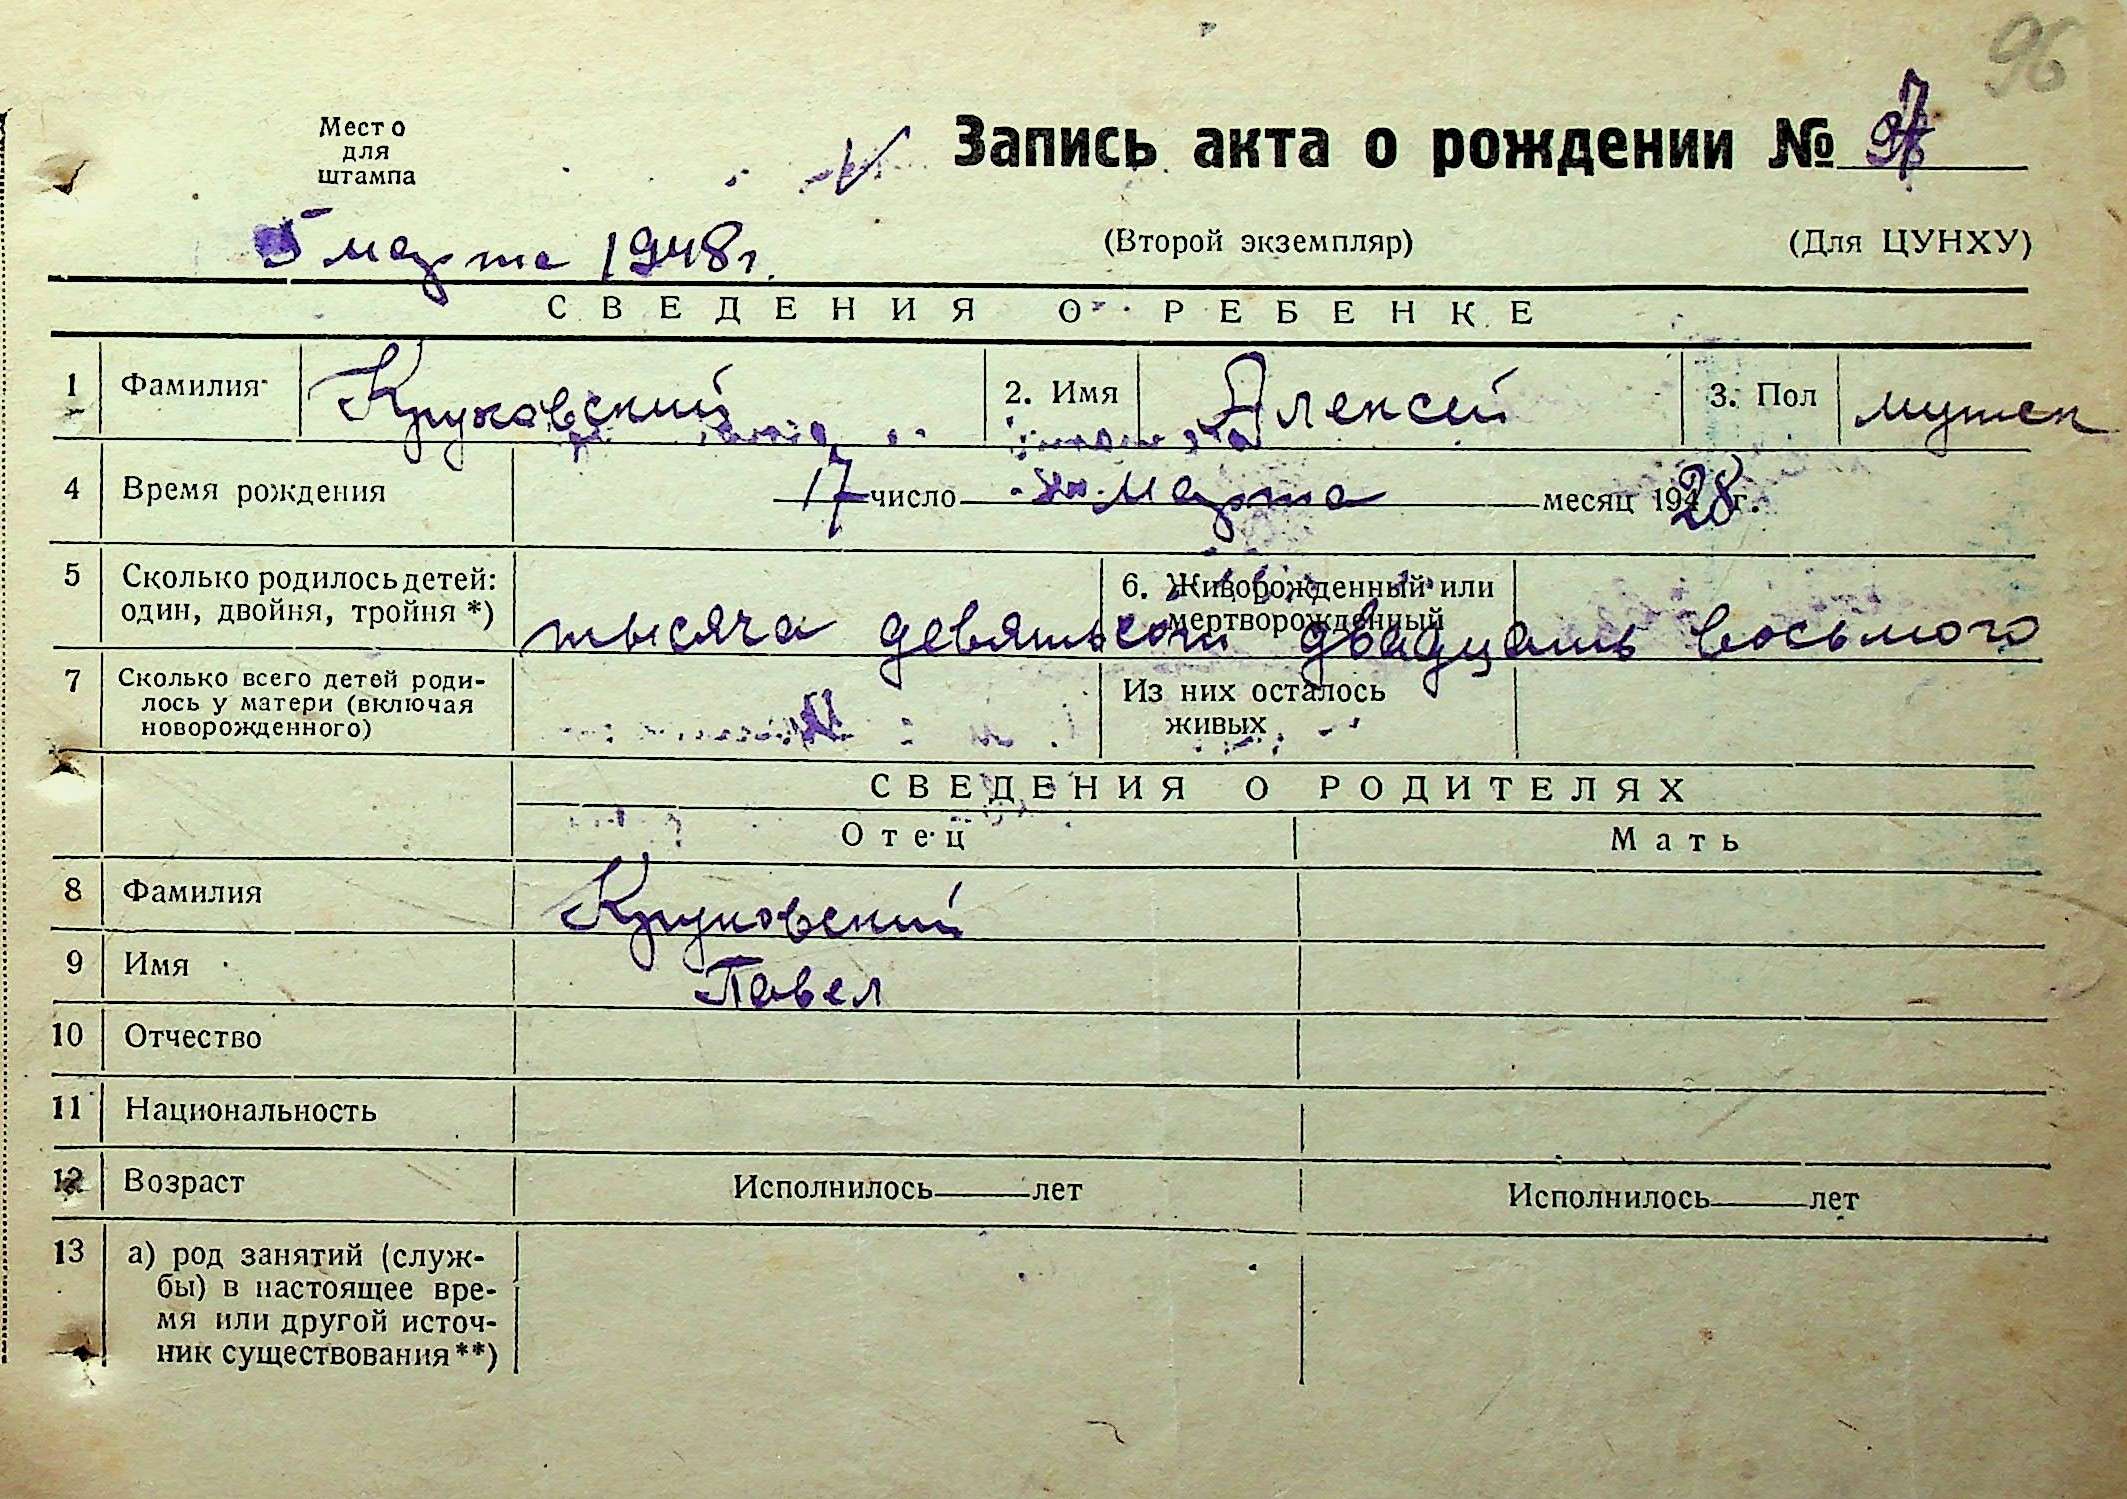 96
Место
для
штампа
Запись акта о рождении №
5 марта 1948 г.
(Второй экземпляр)
(Для ЦУНХУ)
СВЕДЕНИЯ О РЕБЕНКЕ
1 Фамилия Круковский 2. Имя Алексей 3. Пол мужск
4 Время рождения 17 число марта месяц 1928 г.
5 Сколько родилось детей: 6. Живорожденный или
один, двойня, тройня *) мертворожденный
тысяча девятьсот двадцать восьмого
7 Сколько всего детей роди- Из них осталось
лось у матери (включая живых
новорожденного)
СВЕДЕНИЯ О РОДИТЕЛЯХ
Отец Мать
8 Фамилия Круковский
9 Имя Павел
10 Отчество
11 Национальность
12 Возраст Исполнилось лет Исполнилось лет
13 а) род занятий (служ-
бы) в настоящее вре-
мя или другой источ-
ник существования**)